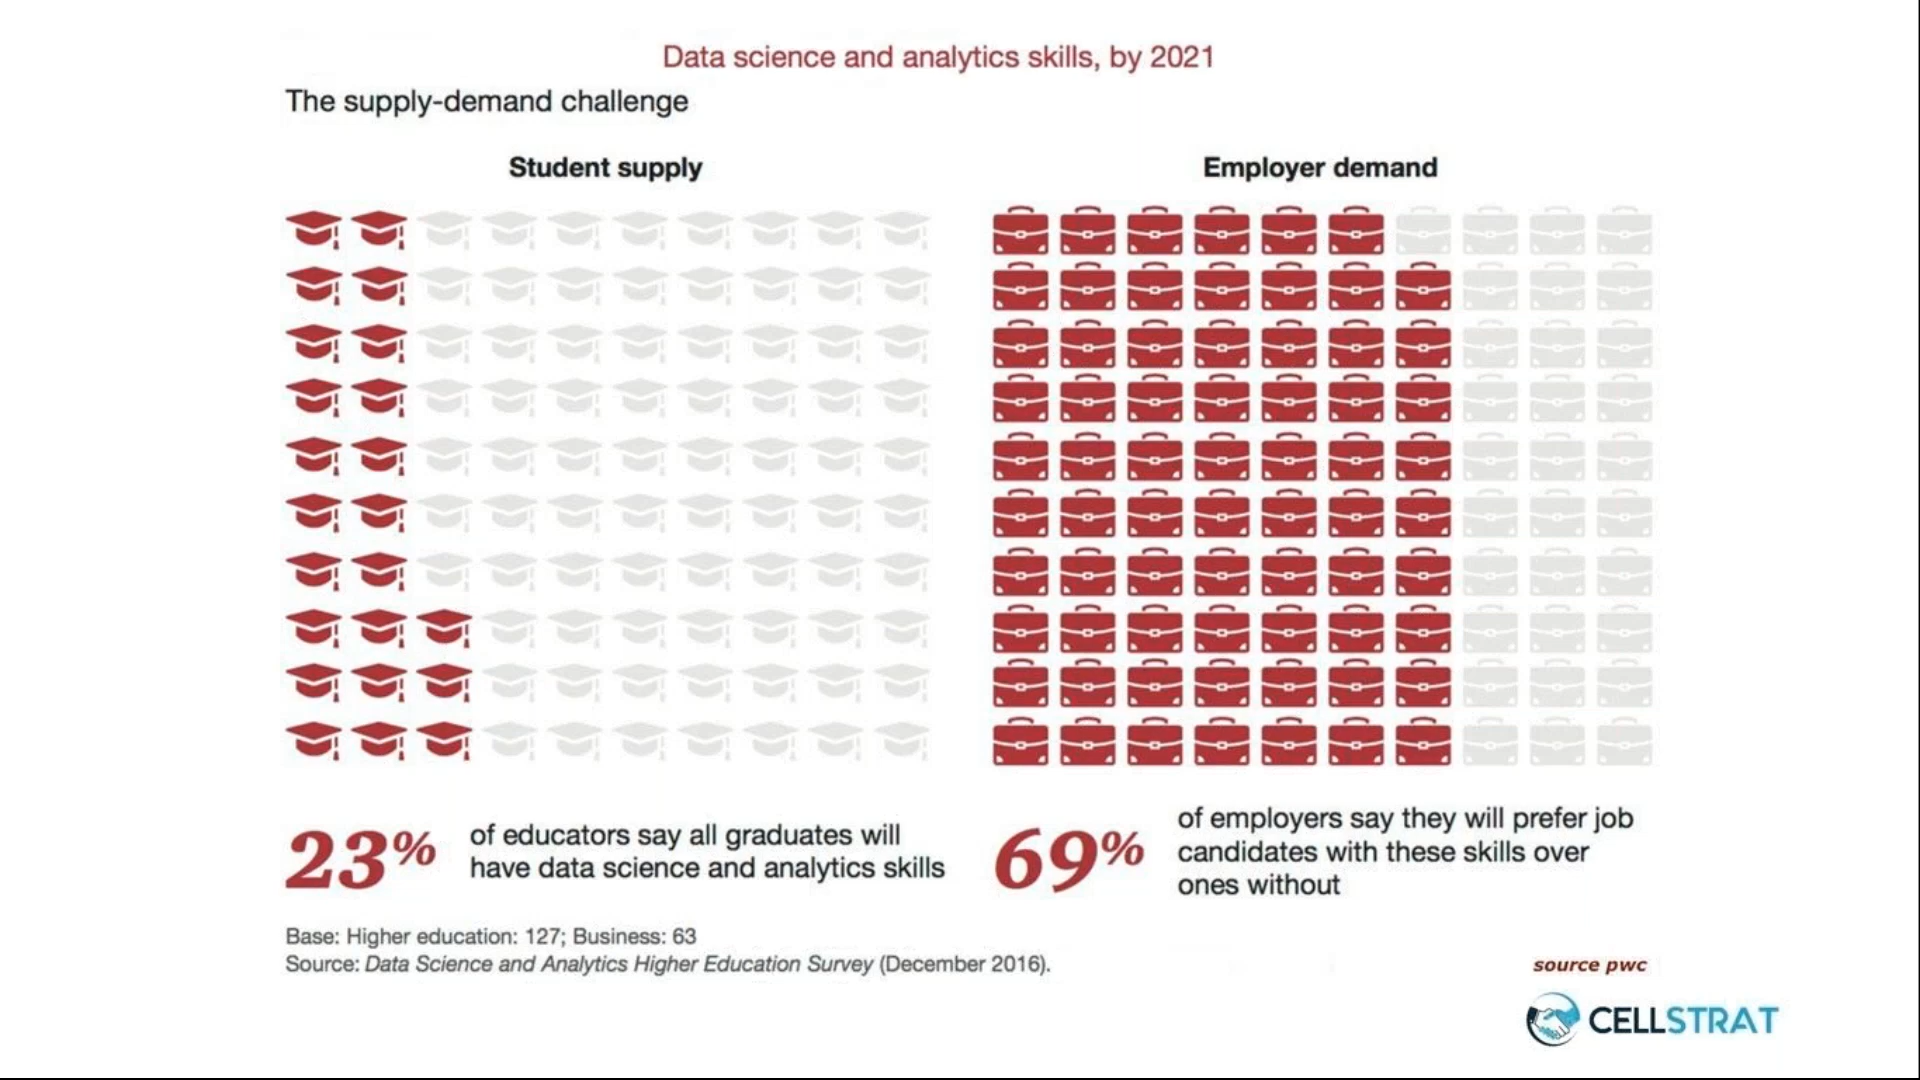 Data science and analytics skills, by 2021
The supply-demand challenge
Student supply
Employer demand
23%
of educators say all graduates will
have data science and analytics skills
69%
of employers say they will prefer job
candidates with these skills over
ones without
Base: Higher education: 127; Business: 63
Source: Data Science and Analytics Higher Education Survey (December 2016).
source pwc
CELLSTRAT